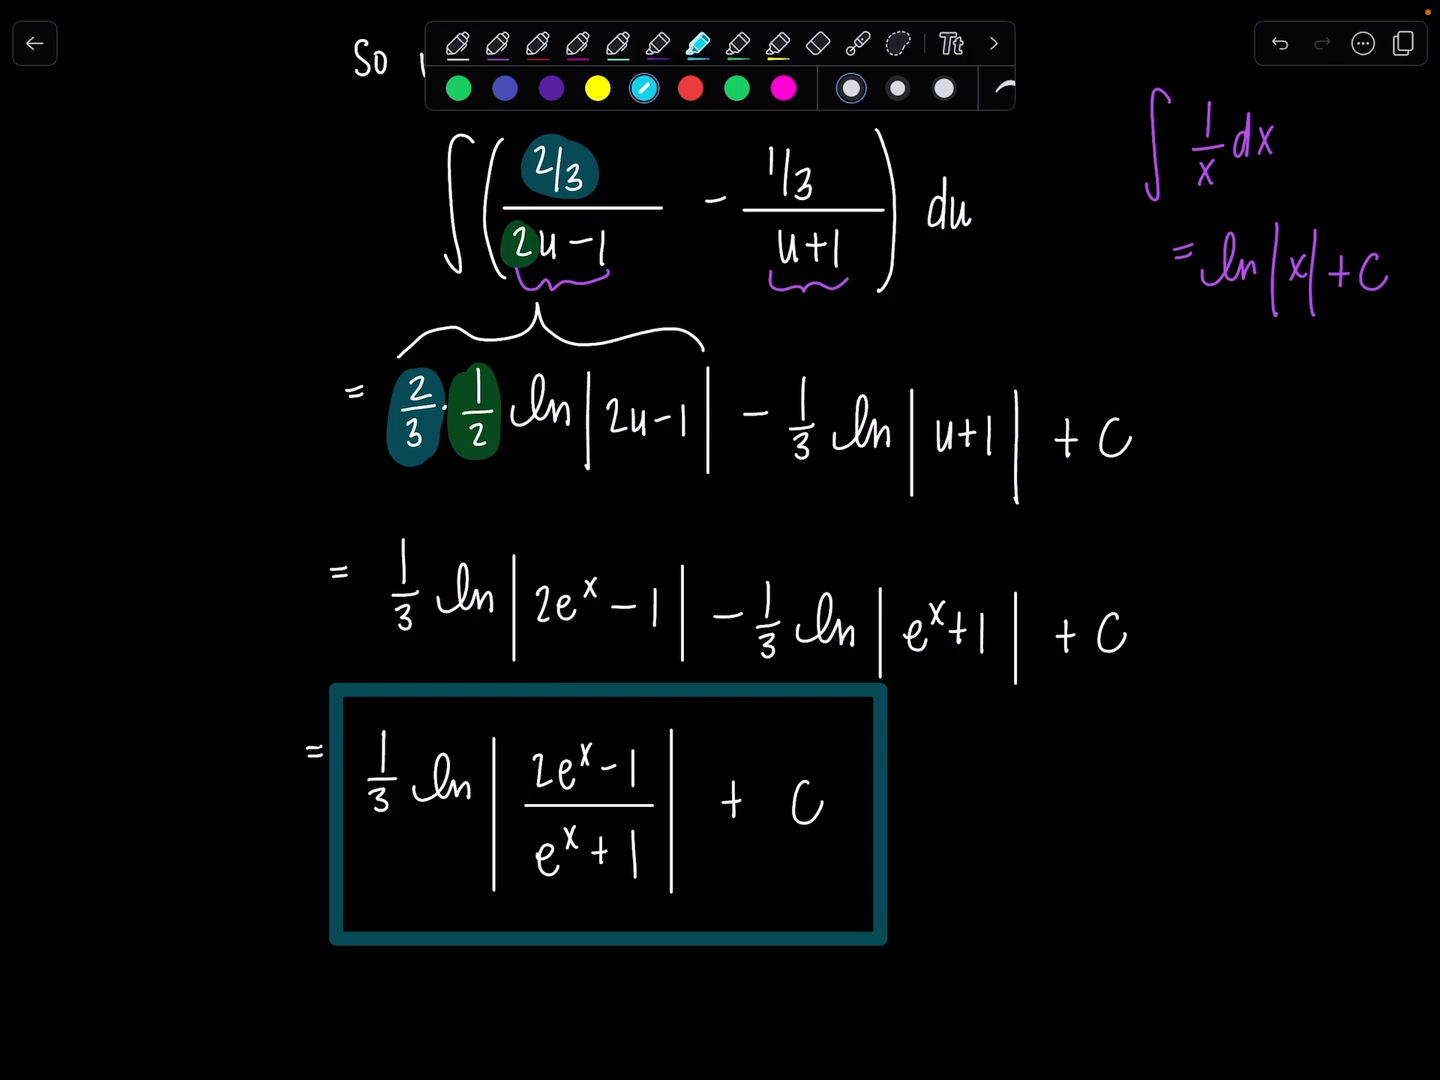 Tt
So
∫ ( 2/3 / (2u-1) - 1/3 / (u+1) ) du
∫ 1/x dx
= ln|x| + C
= 2/3 · 1/2 ln|2u-1| - 1/3 ln|u+1| + C
= 1/3 ln|2e^x - 1| - 1/3 ln|e^x + 1| + C
= 1/3 ln|(2e^x - 1)/(e^x + 1)| + C